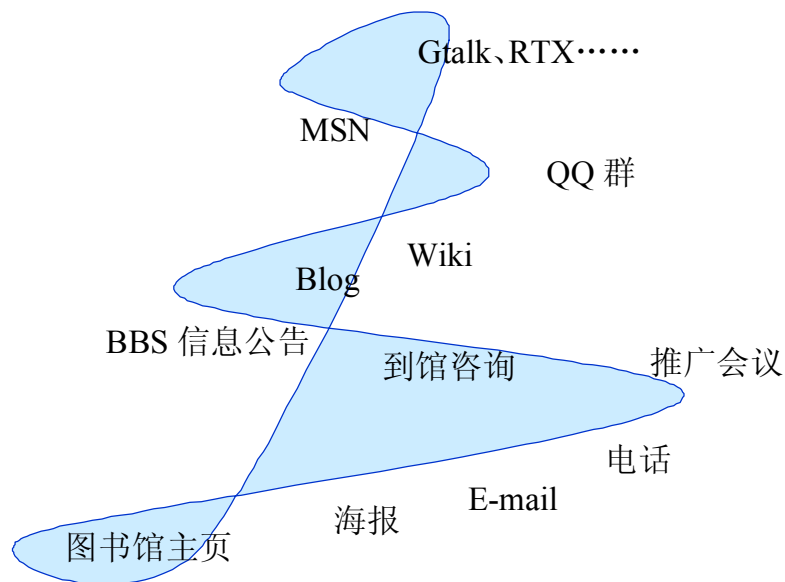 Gtalk、RTX……
MSN
QQ 群
Wiki
Blog
BBS 信息公告
到馆咨询
推广会议
电话
E-mail
海报
图书馆主页